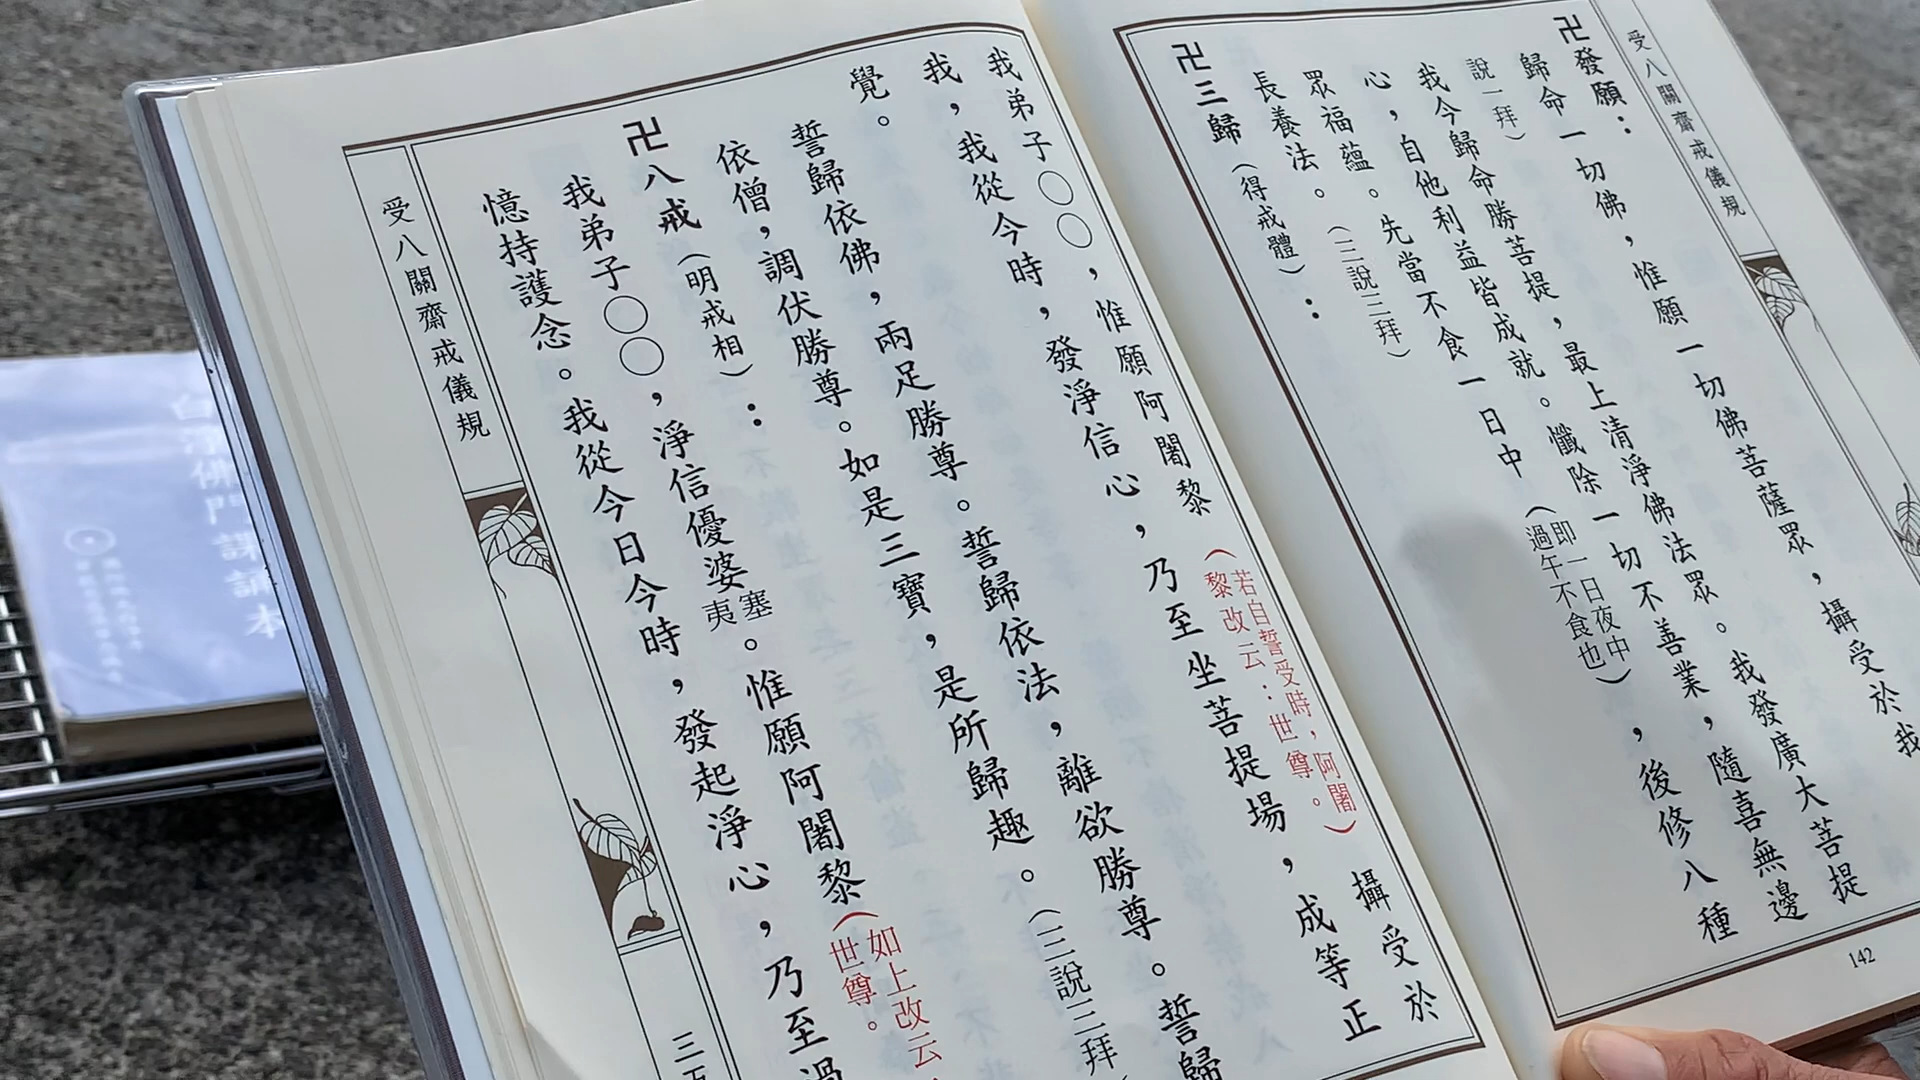 受八關齋戒儀規
卍發願：
歸命一切佛，惟願一切佛菩薩眾，攝受於我
說一拜）
我今歸命勝菩提，最上清淨佛法眾。我發廣大菩提
心，自他利益皆成就。懺除一切不善業，隨喜無邊
眾福蘊。先當不食一日中（即一日夜中過午不食也），後修八種
長養法。（三說三拜）
卍三歸（得戒體）：
142
我弟子○○，惟願阿闍黎（若自誓受時，阿闍黎改云：世尊。）攝受於
我，我從今時，發淨信心，乃至坐菩提場，成等正
覺。
誓歸依佛，兩足勝尊。誓歸依法，離欲勝尊。誓歸
依僧，調伏勝尊。如是三寶，是所歸趣。（三說三拜
卍八戒（明戒相）：
我弟子○○，淨信優婆塞夷。惟願阿闍黎（如上改云，世尊。
憶持護念。我從今日今時，發起淨心，乃至過
受八關齋戒儀規
三五
佛門課誦本